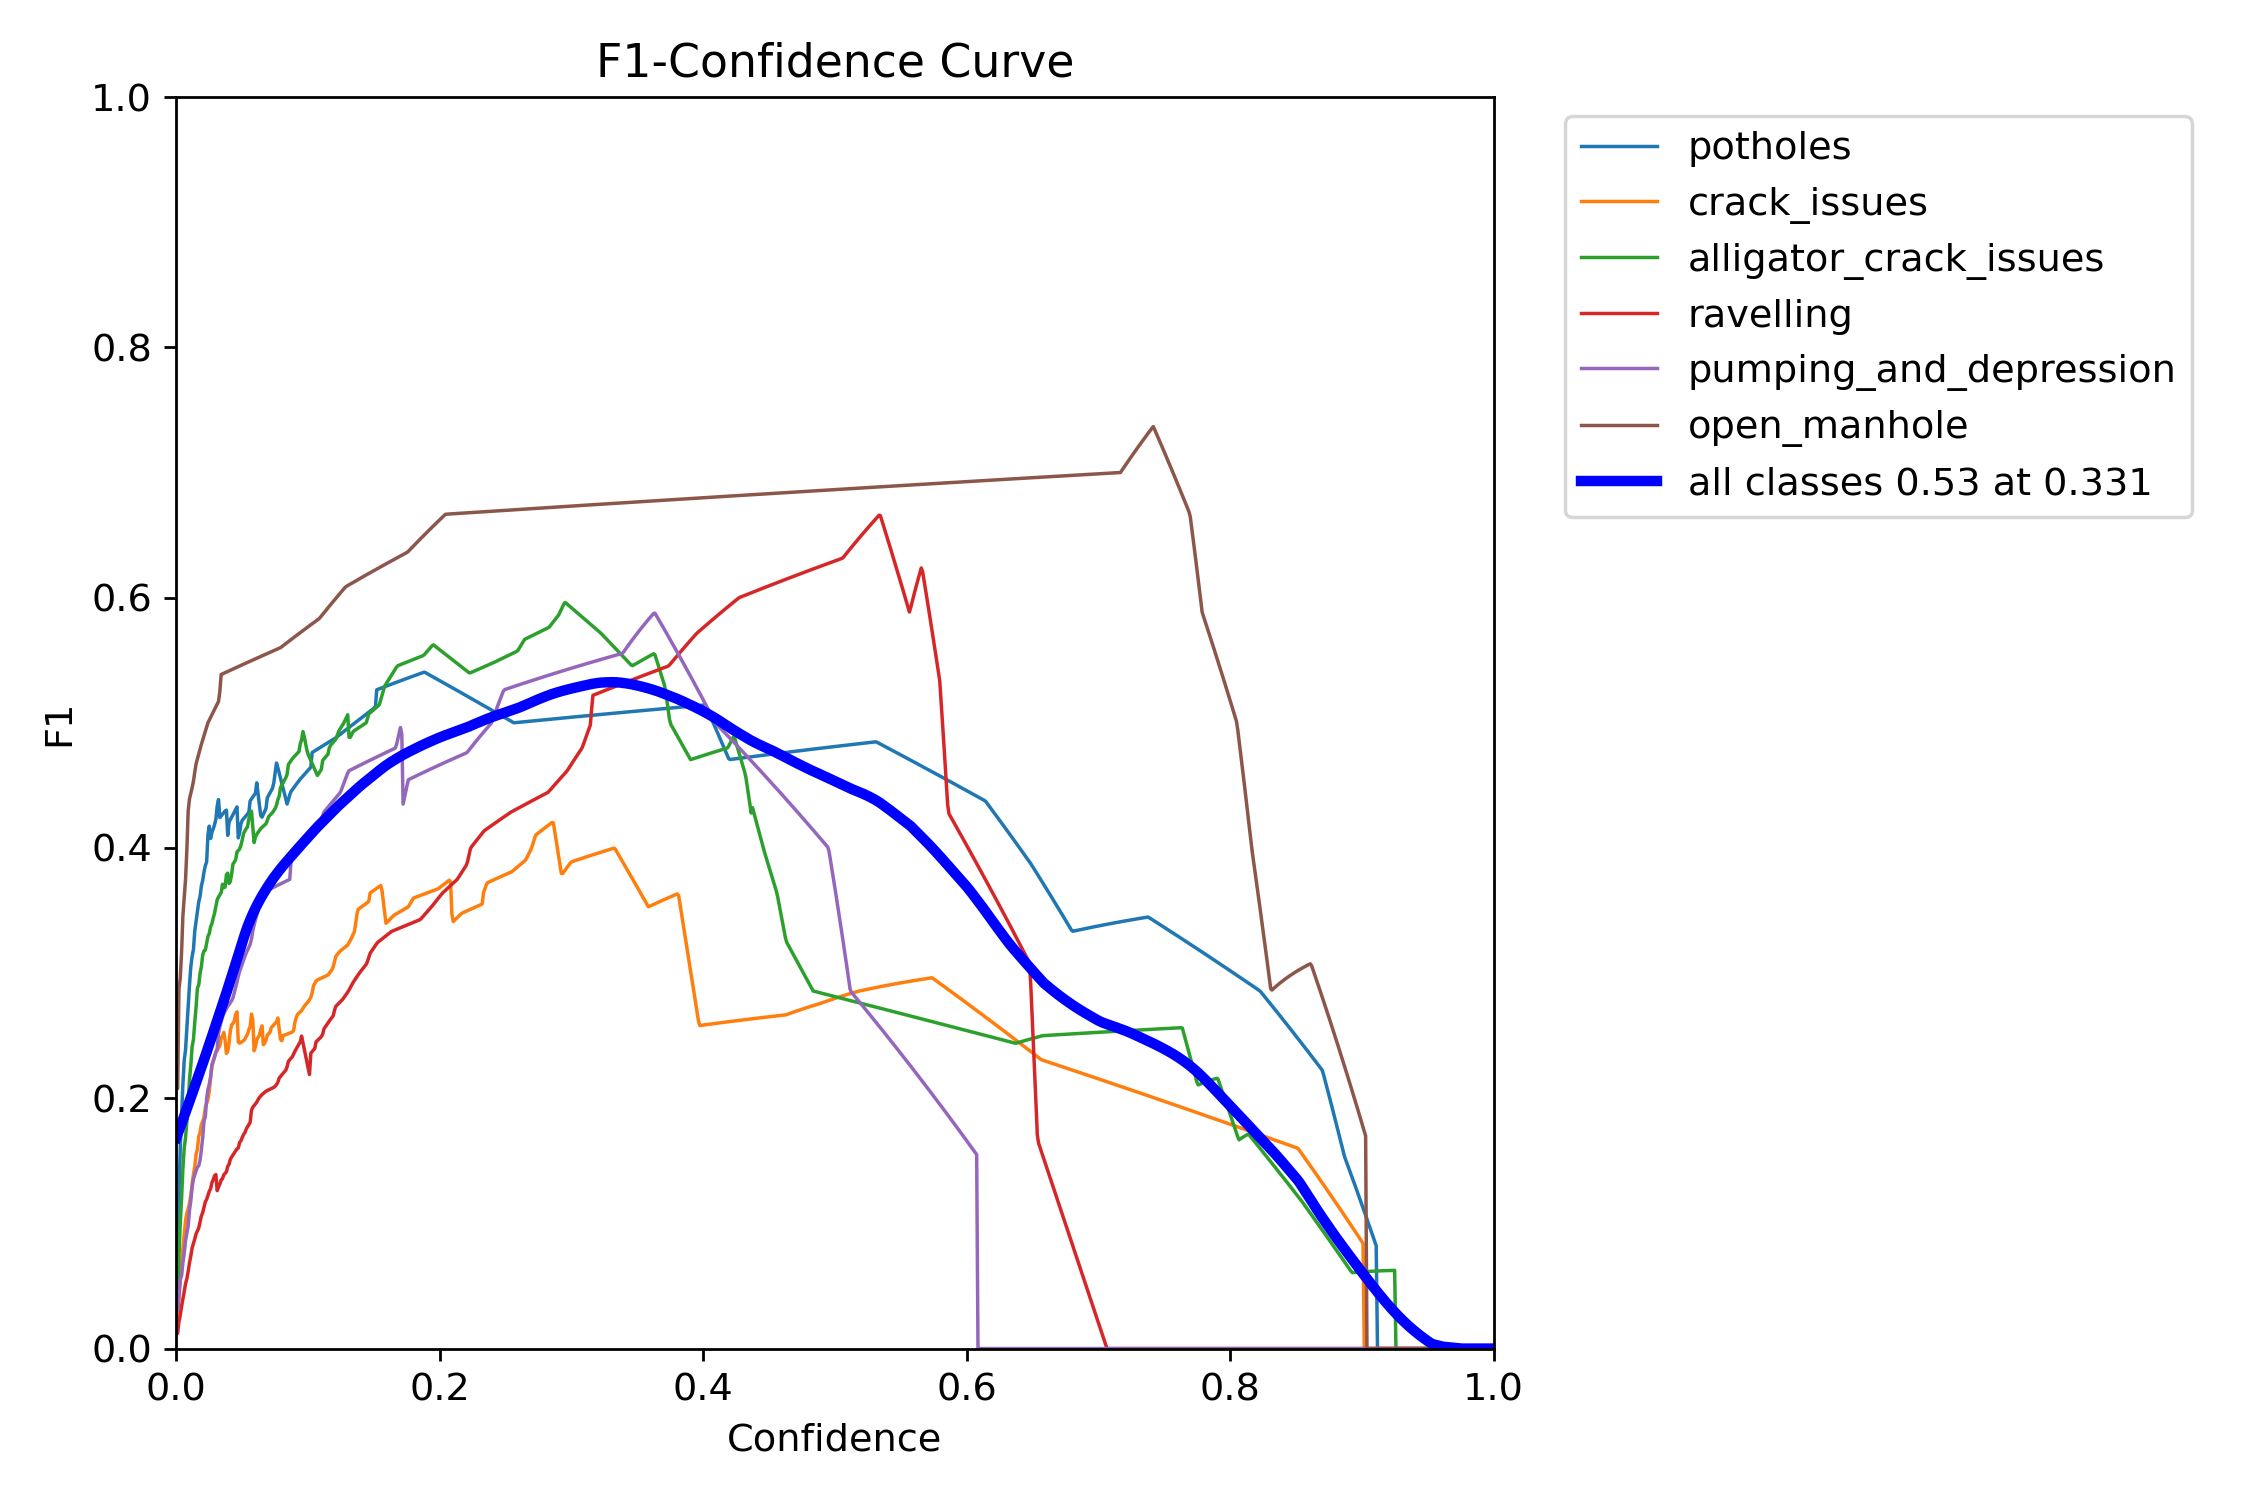 F1-Confidence Curve
1.0
0.8
0.6
0.4
0.2
0.0
F1
0.0 0.2 0.4 0.6 0.8 1.0
Confidence
potholes
crack_issues
alligator_crack_issues
ravelling
pumping_and_depression
open_manhole
all classes 0.53 at 0.331